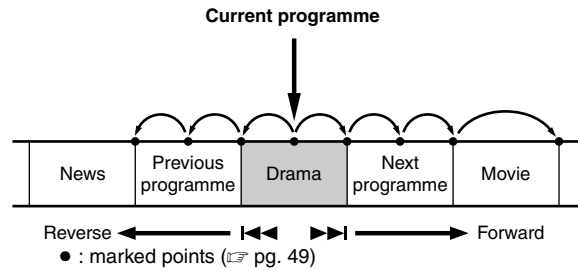 Current programme
News
Previous
programme
Drama
Next
programme
Movie
Reverse
Forward
● : marked points (☞ pg. 49)